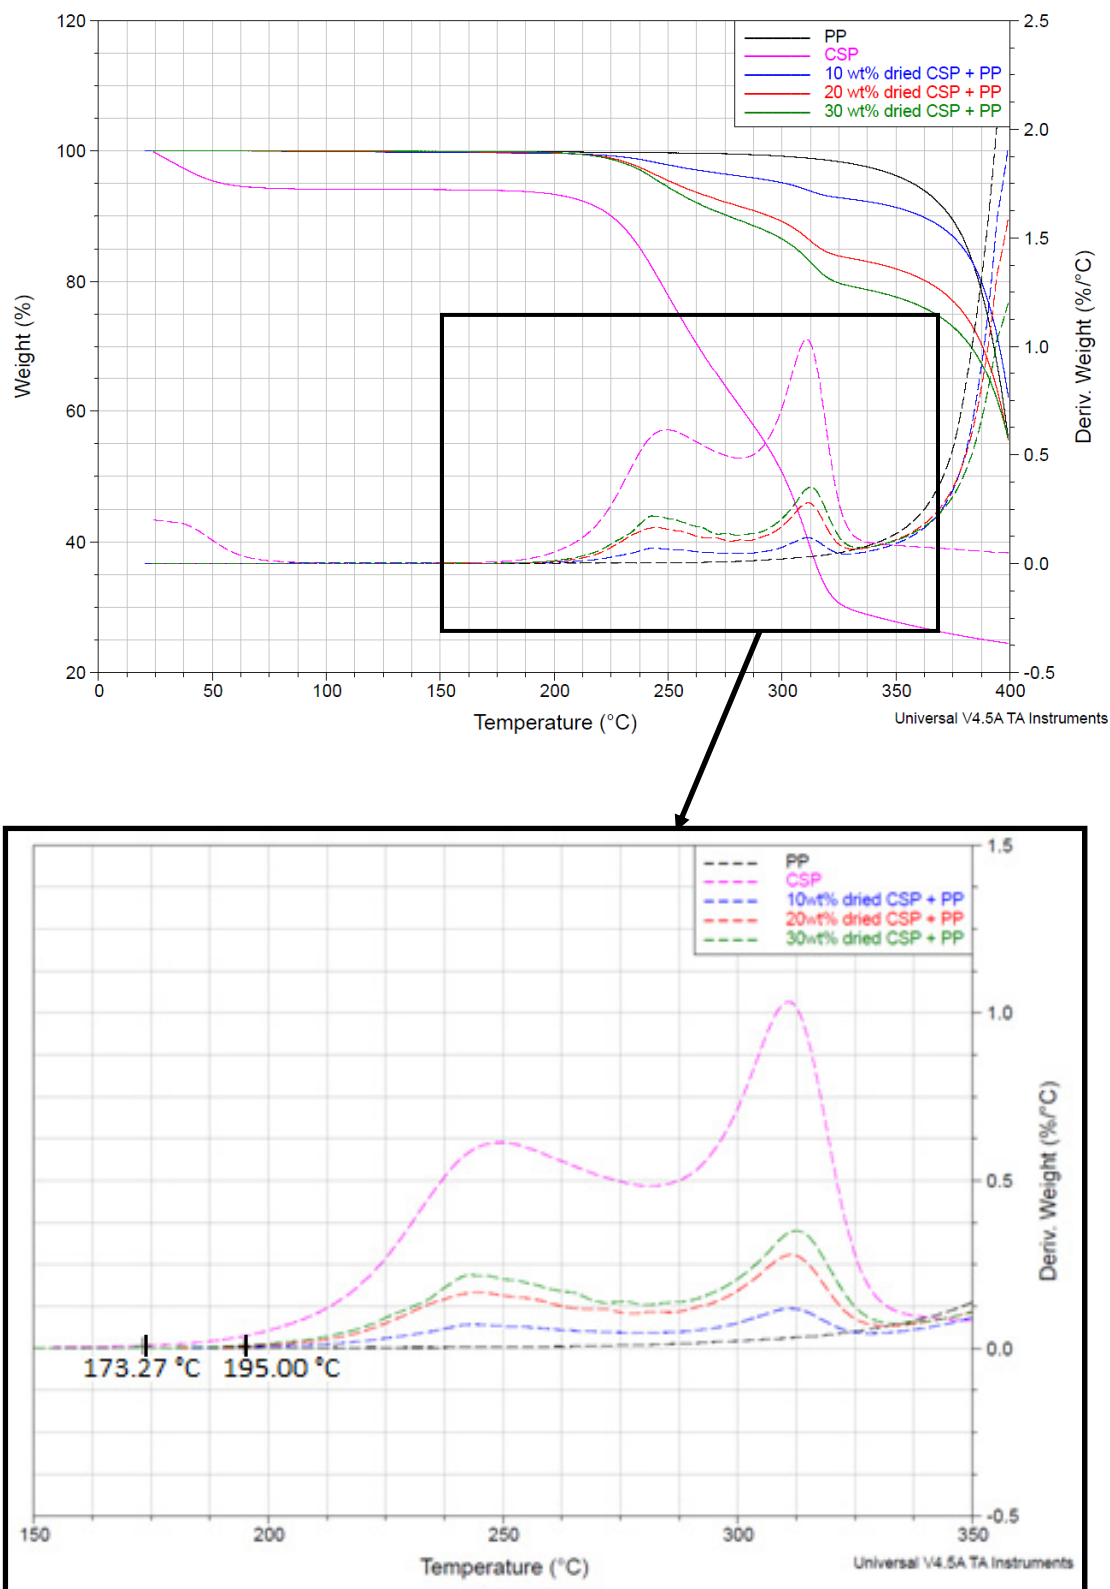 120
100
80
60
40
20
Weight (%)
2.5
2.0
1.5
1.0
0.5
0.0
-0.5
Deriv. Weight (%/°C)
PP
CSP
10 wt% dried CSP + PP
20 wt% dried CSP + PP
30 wt% dried CSP + PP
0 50 100 150 200 250 300 350 400
Temperature (°C)
Universal V4.5A TA Instruments
PP
CSP
10wt% dried CSP + PP
20wt% dried CSP + PP
30wt% dried CSP + PP
1.5
1.0
0.5
0.0
-0.5
Deriv. Weight (%/°C)
173.27 °C 195.00 °C
150 200 250 300 350
Temperature (°C)
Universal V4.5A TA Instruments